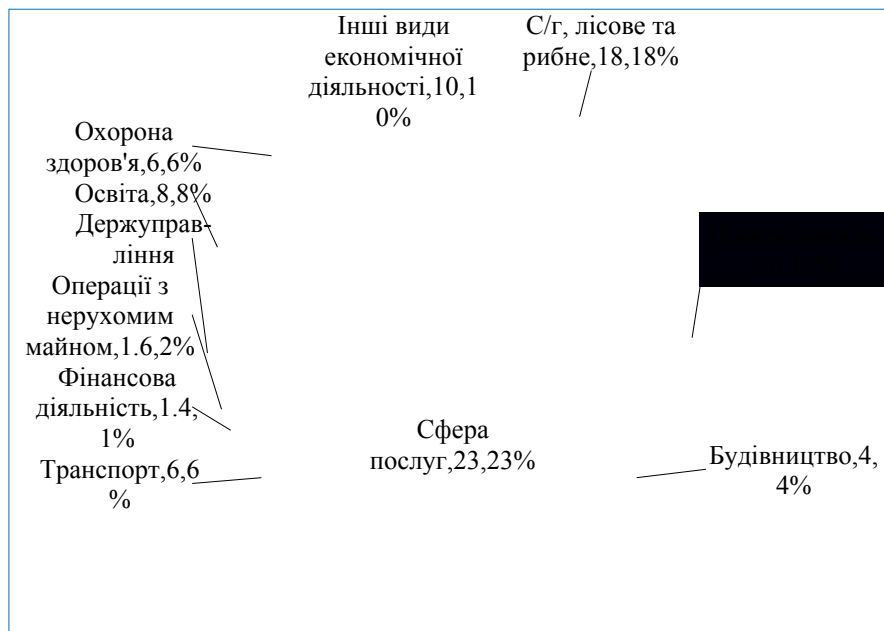 Інші види
економічної
діяльності,10,1
0%
С/г, лісове та
рибне,18,18%
Охорона
здоров'я,6,6%
Освіта,8,8%
Держуправ-
ління
Операції з
нерухомим
майном,1.6,2%
Фінансова
діяльність,1.4,
1%
Транспорт,6,6
%
Сфера
послуг,23,23%
Будівництво,4,
4%